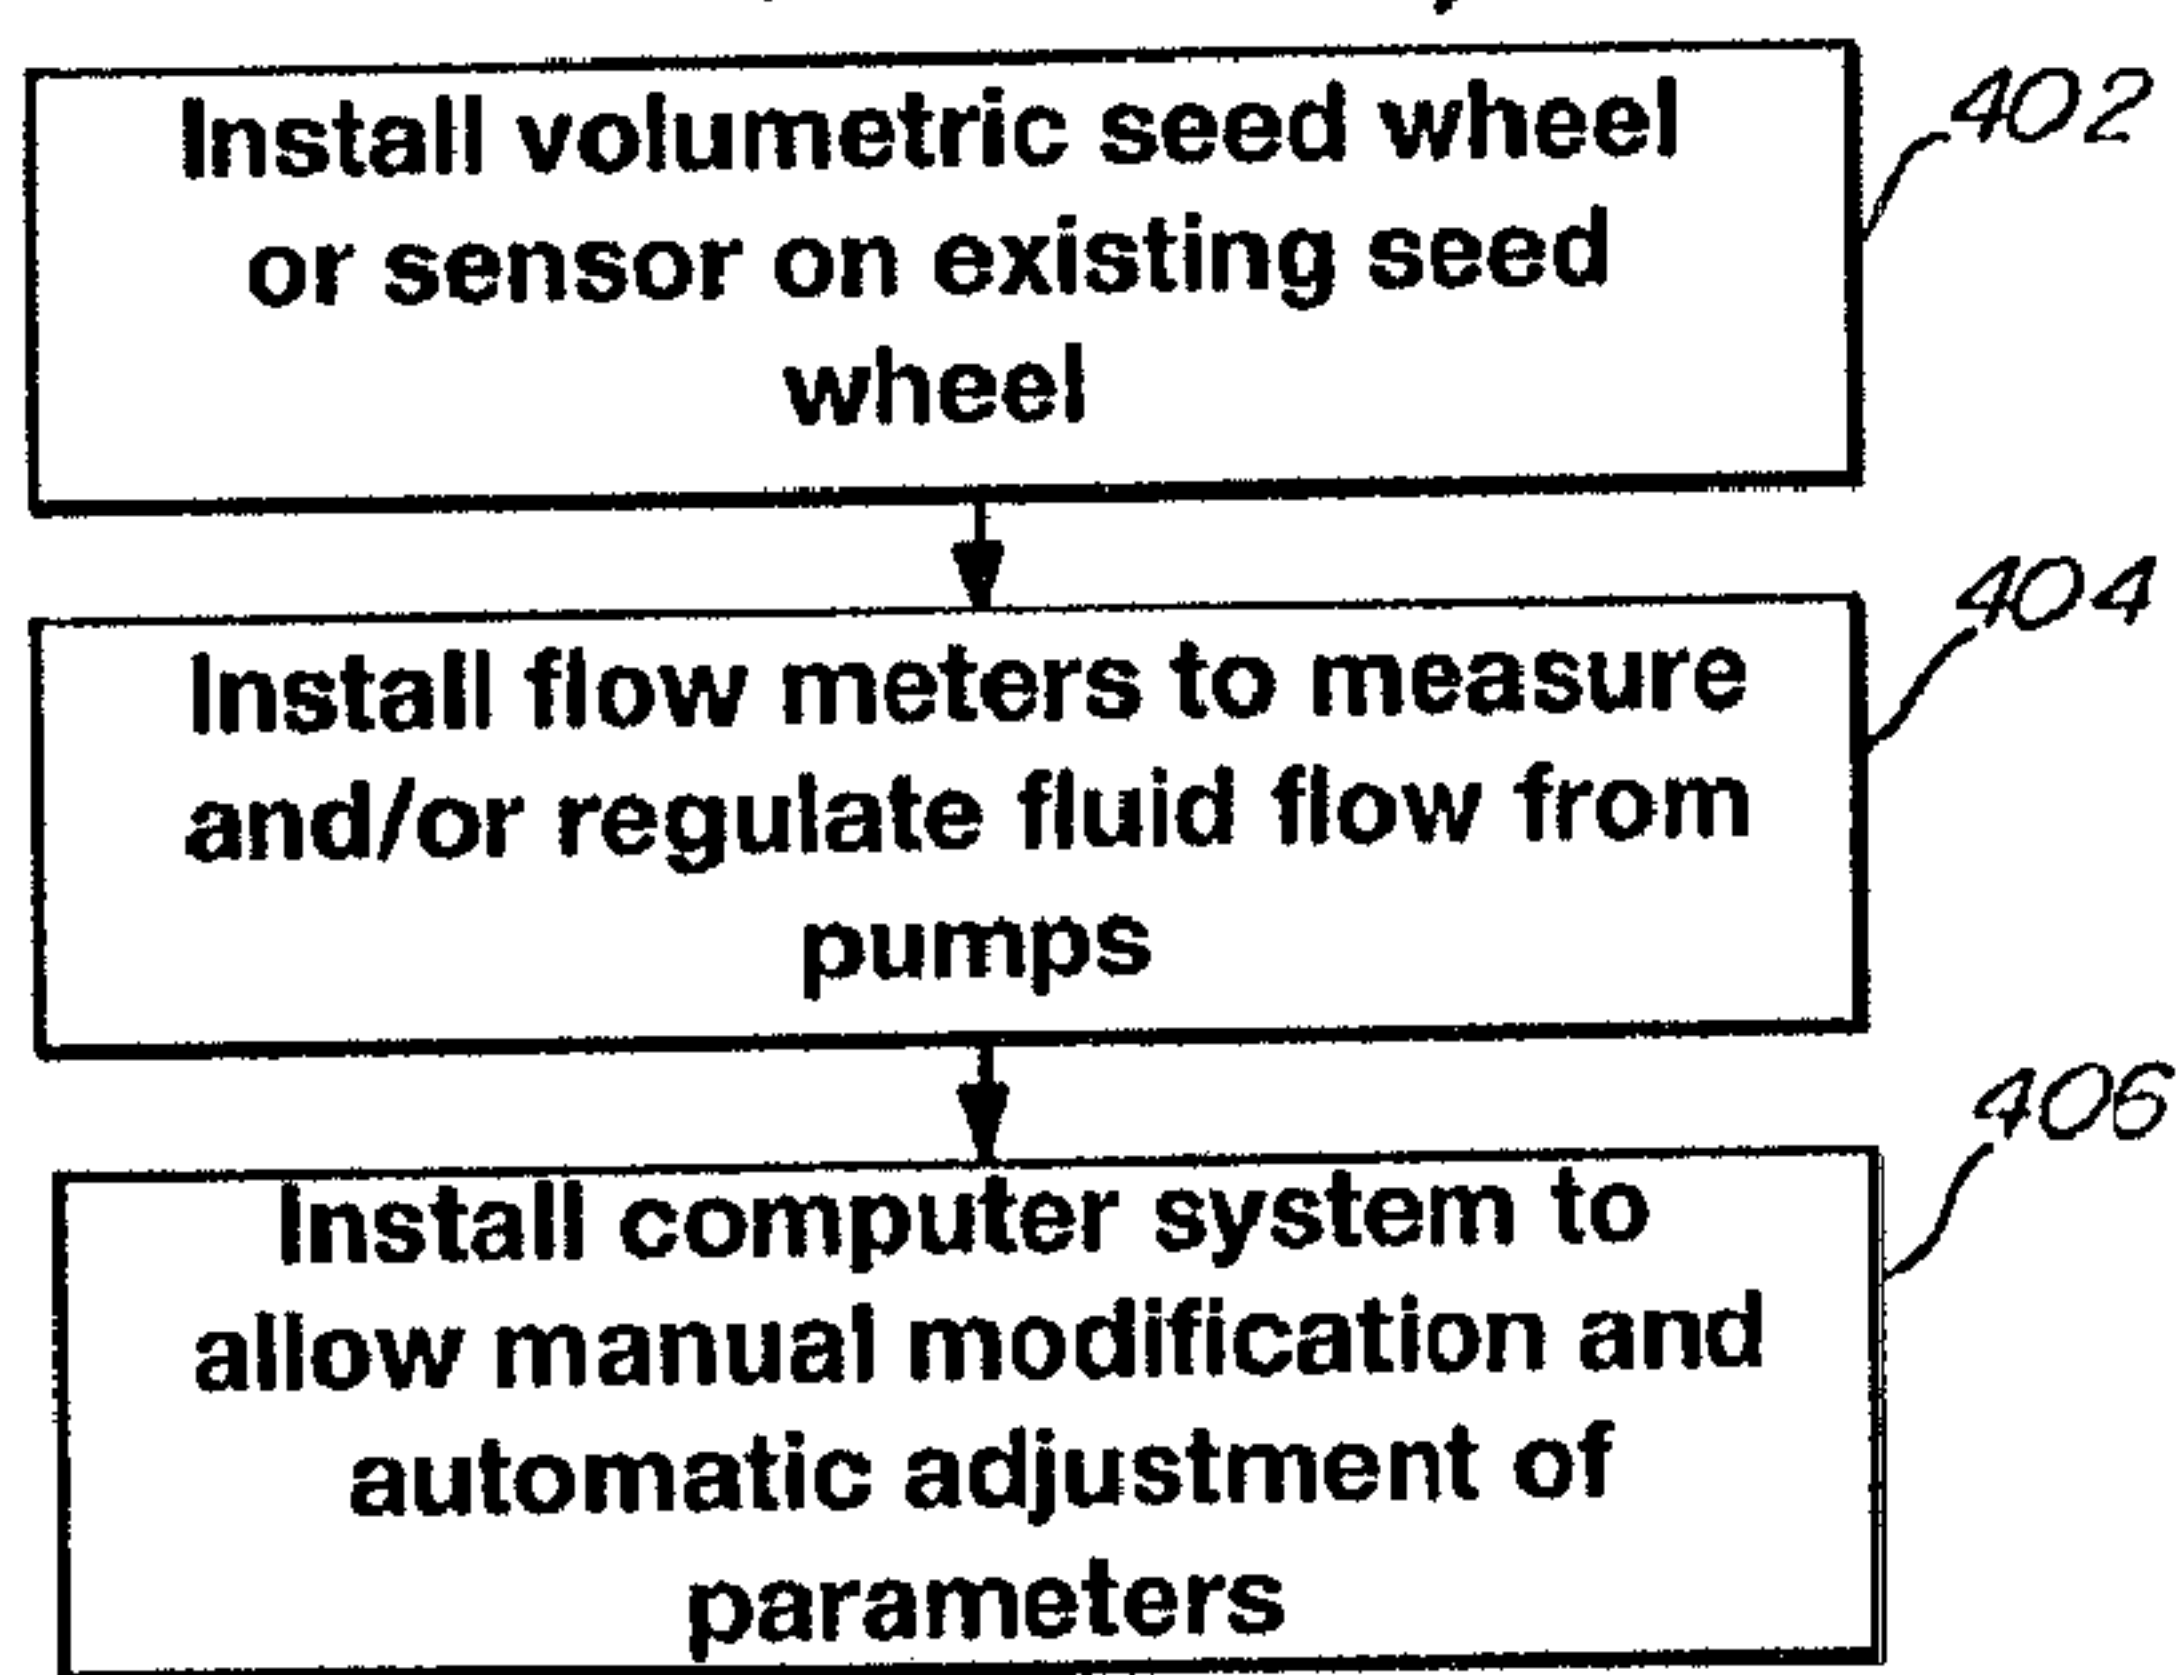 Install volumetric seed wheel
or sensor on existing seed
wheel
402
Install flow meters to measure
and/or regulate fluid flow from
pumps
404
Install computer system to
allow manual modification and
automatic adjustment of
parameters
406